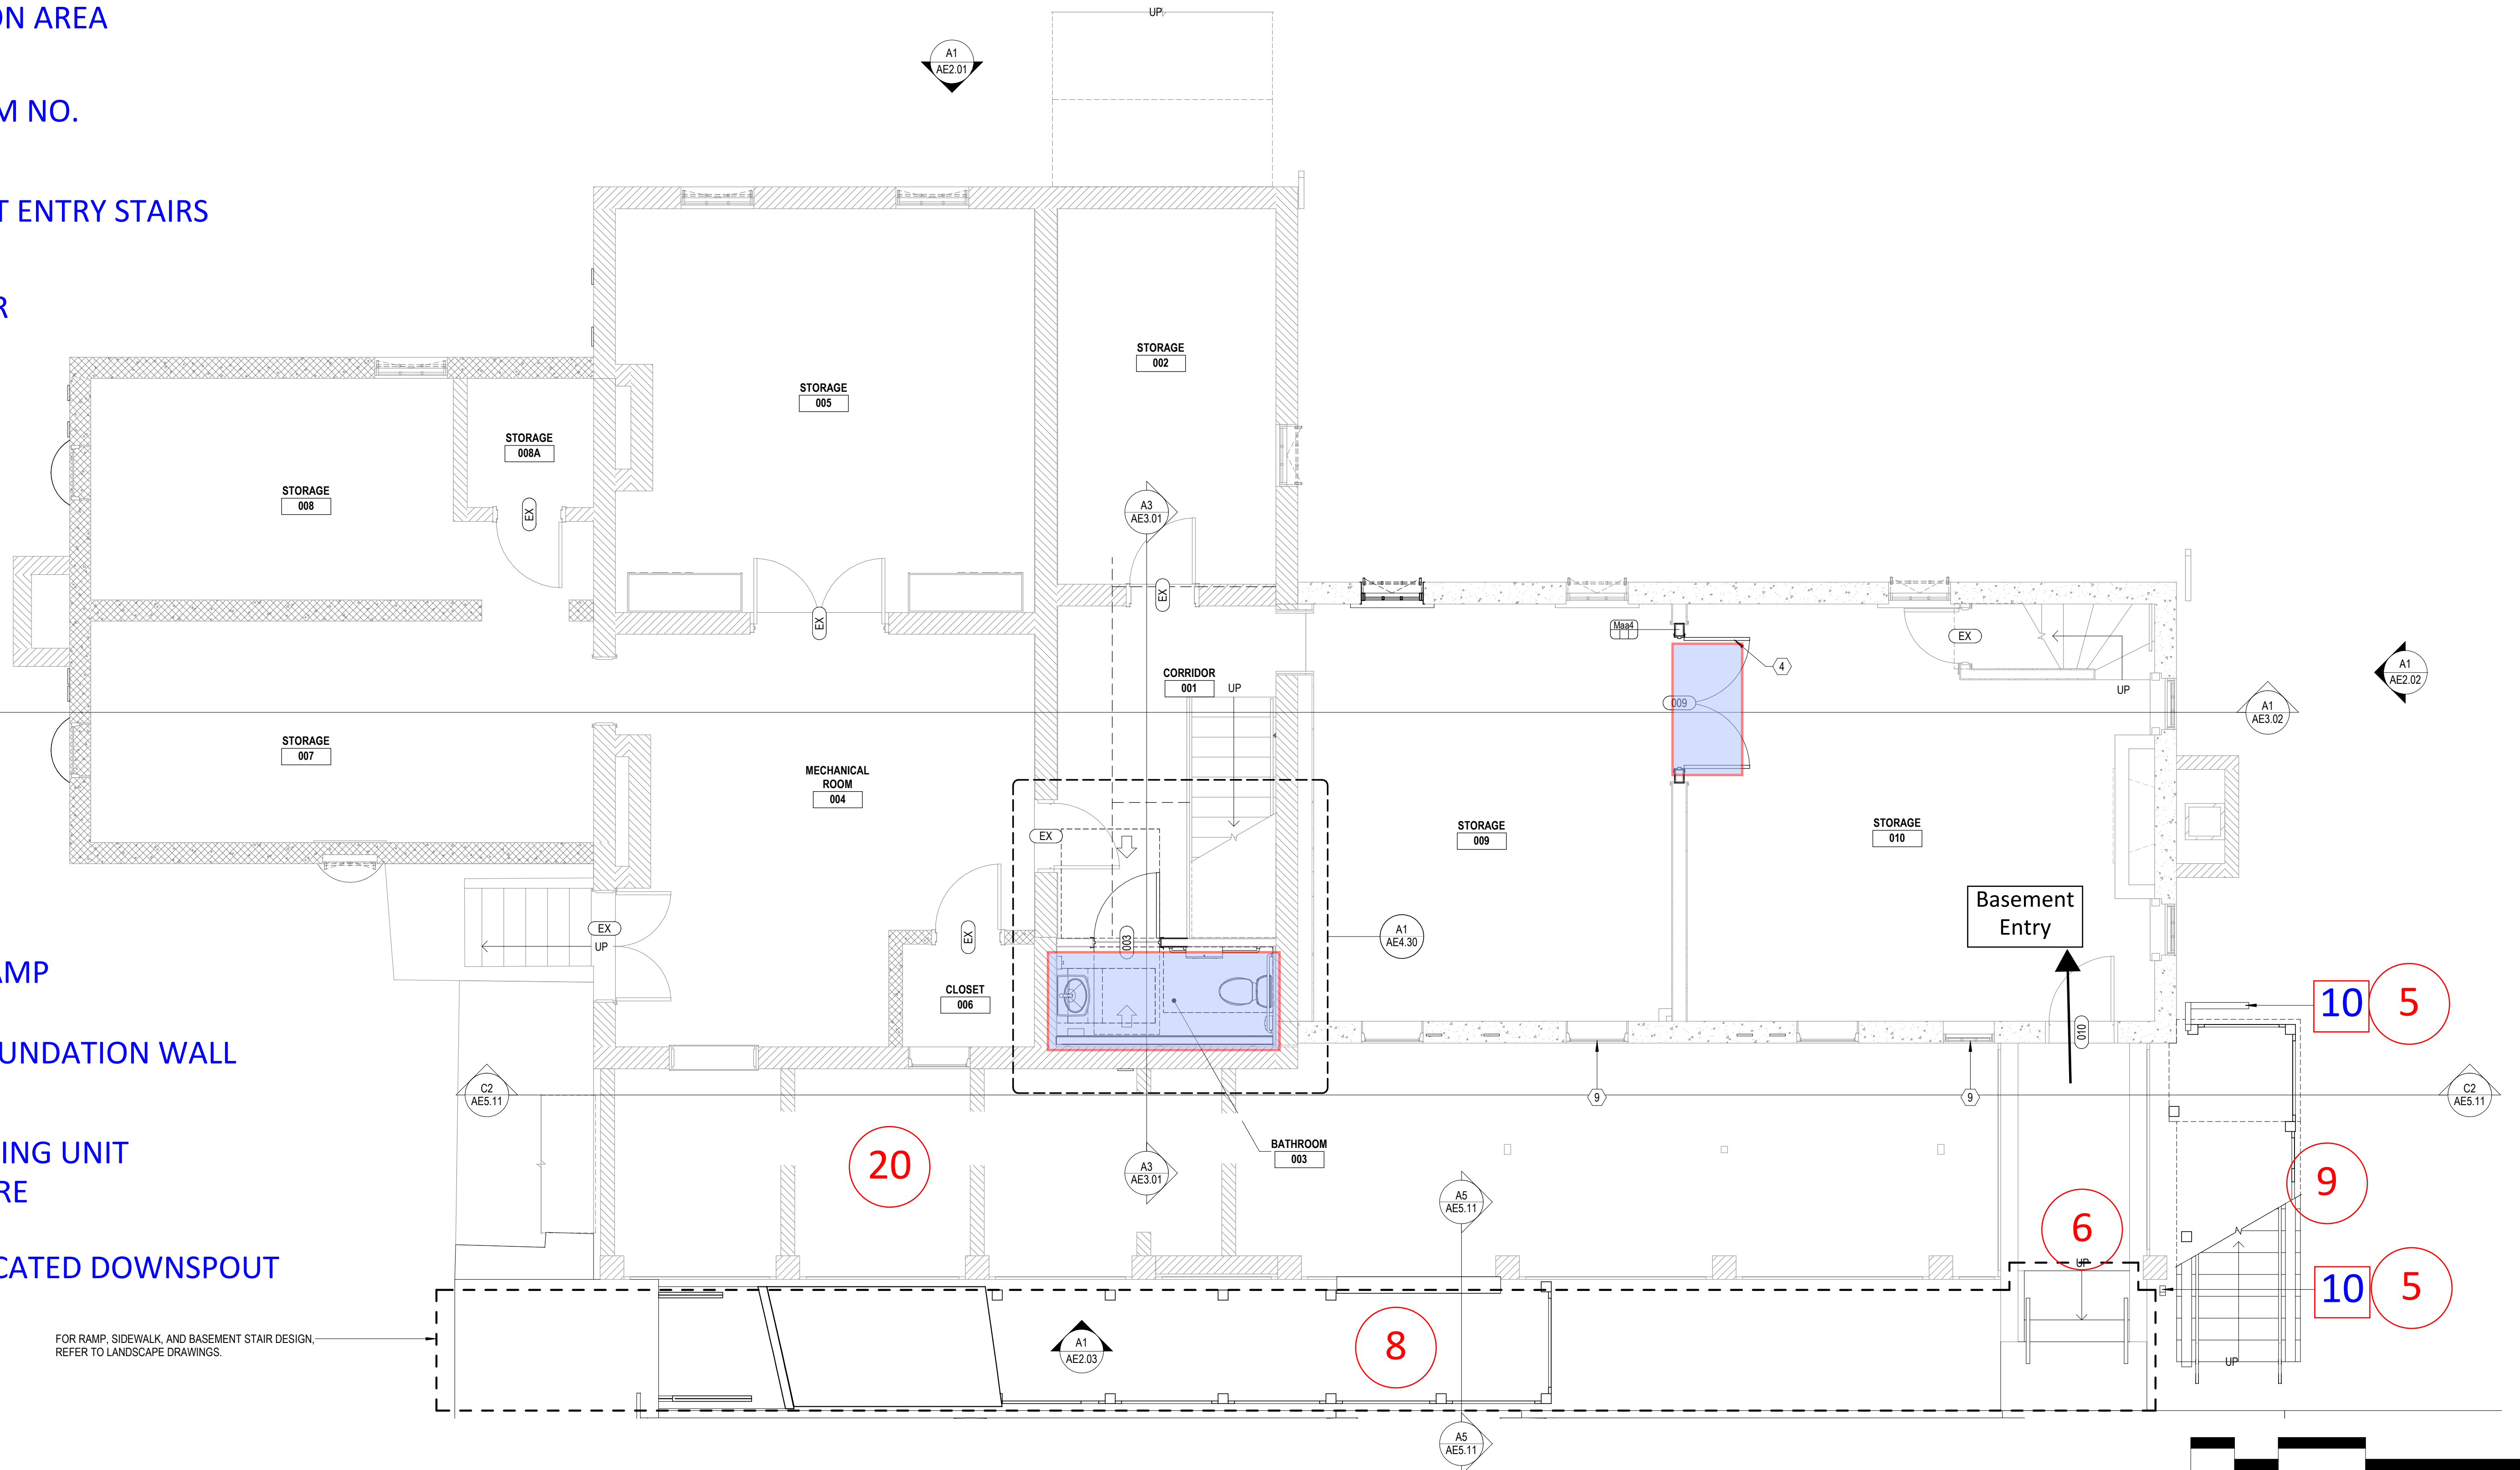 ON AREA
UP
A1
AE2.01
M NO.
T ENTRY STAIRS
R
STORAGE
002
STORAGE
005
STORAGE
008A
EX
STORAGE
008
A3
AE3.01
EX
EX
Maa4
4
EX
UP
CORRIDOR
001
UP
009
A1
AE2.02
A1
AE3.02
STORAGE
007
MECHANICAL
ROOM
004
EX
STORAGE
009
STORAGE
010
Basement
Entry
EX
UP
EX
003
A1
AE4.30
AMP
CLOSET
006
10
5
010
UNDATION WALL
C2
AE5.11
9
9
C2
AE5.11
ING UNIT
RE
20
A3
AE3.01
BATHROOM
003
A5
AE5.11
9
6
CATED DOWNSPOUT
UP
10
5
FOR RAMP, SIDEWALK, AND BASEMENT STAIR DESIGN,
REFER TO LANDSCAPE DRAWINGS.
A1
AE2.03
8
UP
A5
AE5.11